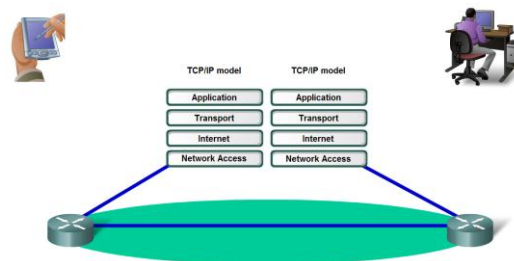 TCP/IP model TCP/IP model
Application Application
Transport Transport
Internet Internet
Network Access Network Access